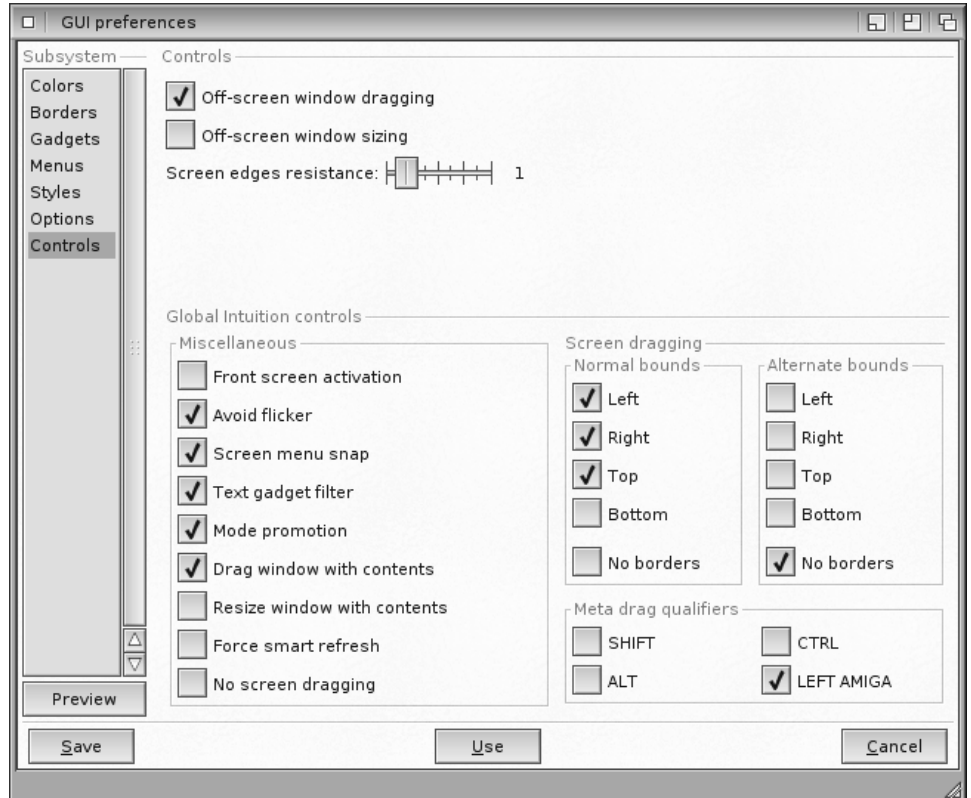 GUI preferences
Subsystem
Colors
Borders
Gadgets
Menus
Styles
Options
Controls
Preview
Controls
Off-screen window dragging
Off-screen window sizing
Screen edges resistance: 1
Global Intuition controls
Miscellaneous
Front screen activation
Avoid flicker
Screen menu snap
Text gadget filter
Mode promotion
Drag window with contents
Resize window with contents
Force smart refresh
No screen dragging
Screen dragging
Normal bounds
Left
Right
Top
Bottom
No borders
Alternate bounds
Left
Right
Top
Bottom
No borders
Meta drag qualifiers
SHIFT
CTRL
ALT
LEFT AMIGA
Save
Use
Cancel